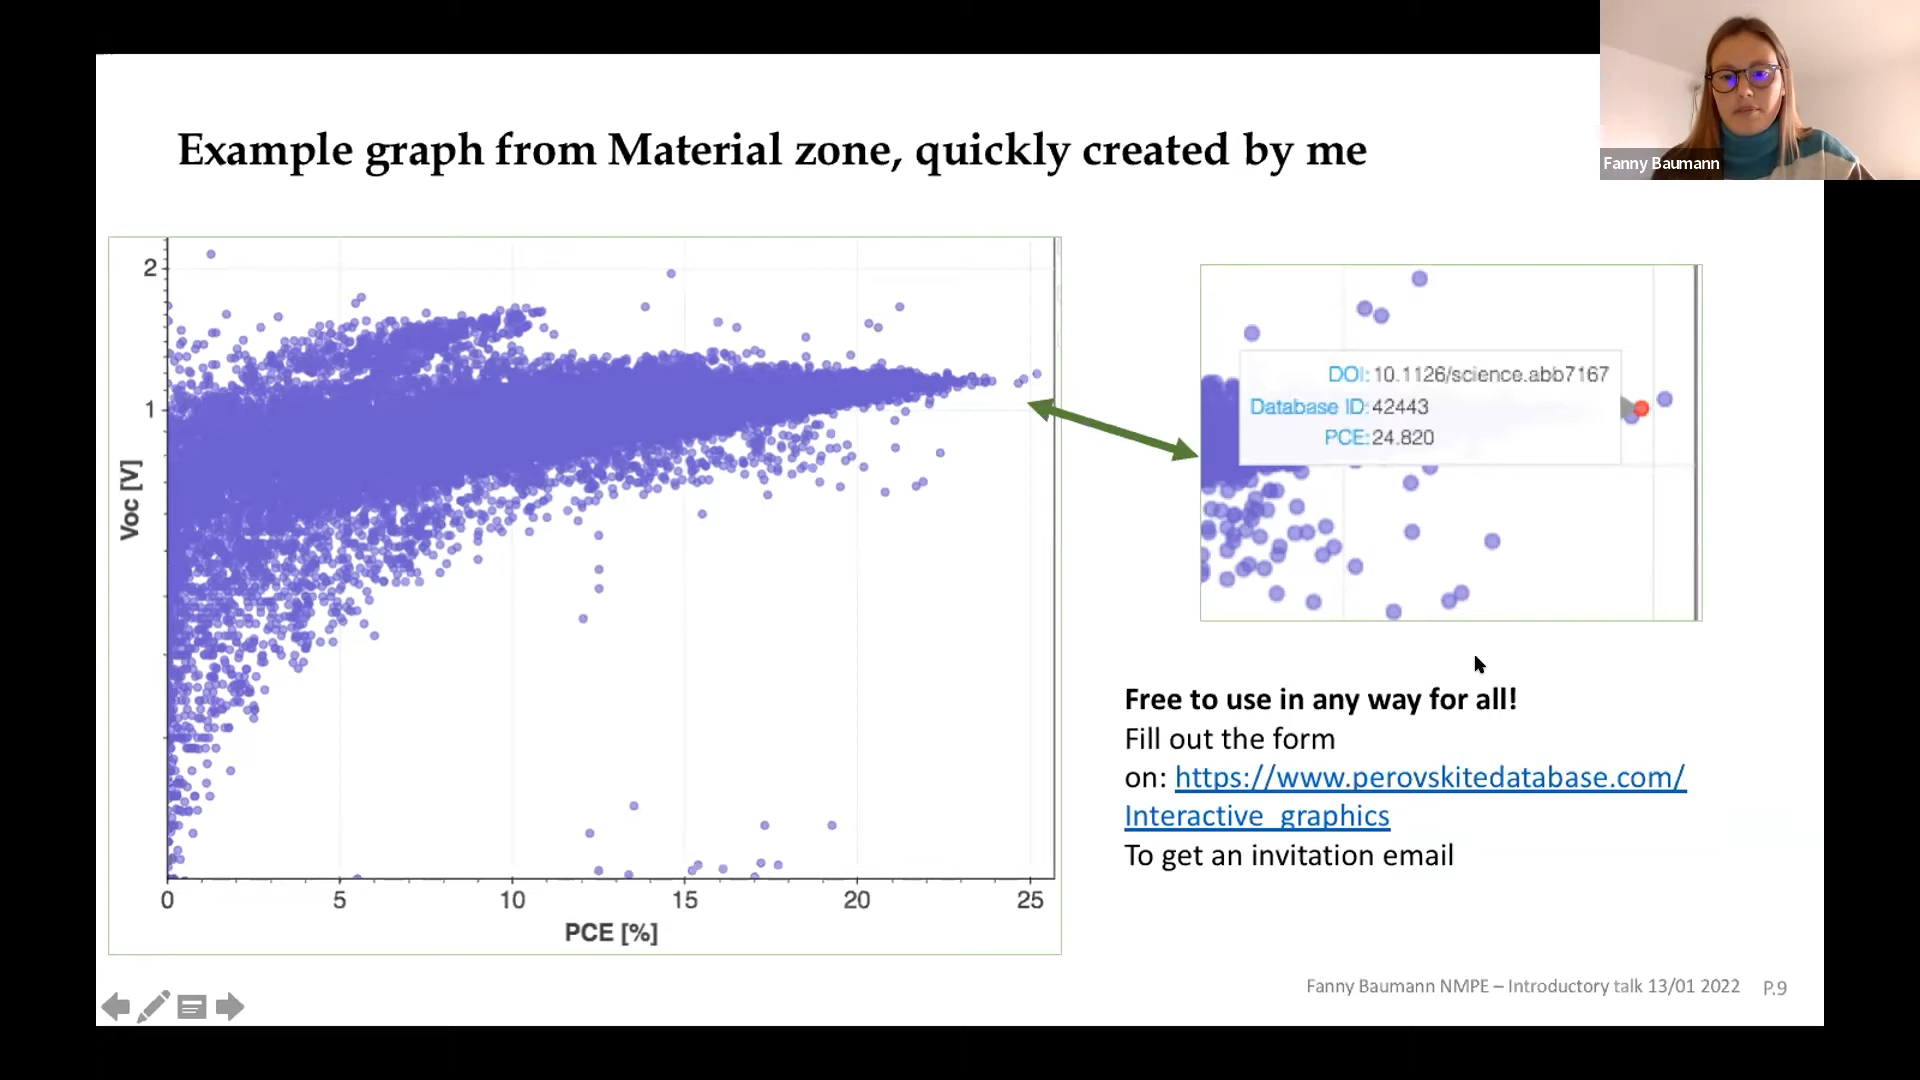 Fanny Baumann
Example graph from Material zone, quickly created by me
2
1
Voc [V]
0 5 10 15 20 25
PCE [%]
DOI: 10.1126/science.abb7167
Database ID: 42443
PCE: 24.820
Free to use in any way for all!
Fill out the form
on: https://www.perovskitedatabase.com/
Interactive_graphics
To get an invitation email
Fanny Baumann NMPE – Introductory talk 13/01 2022 P.9